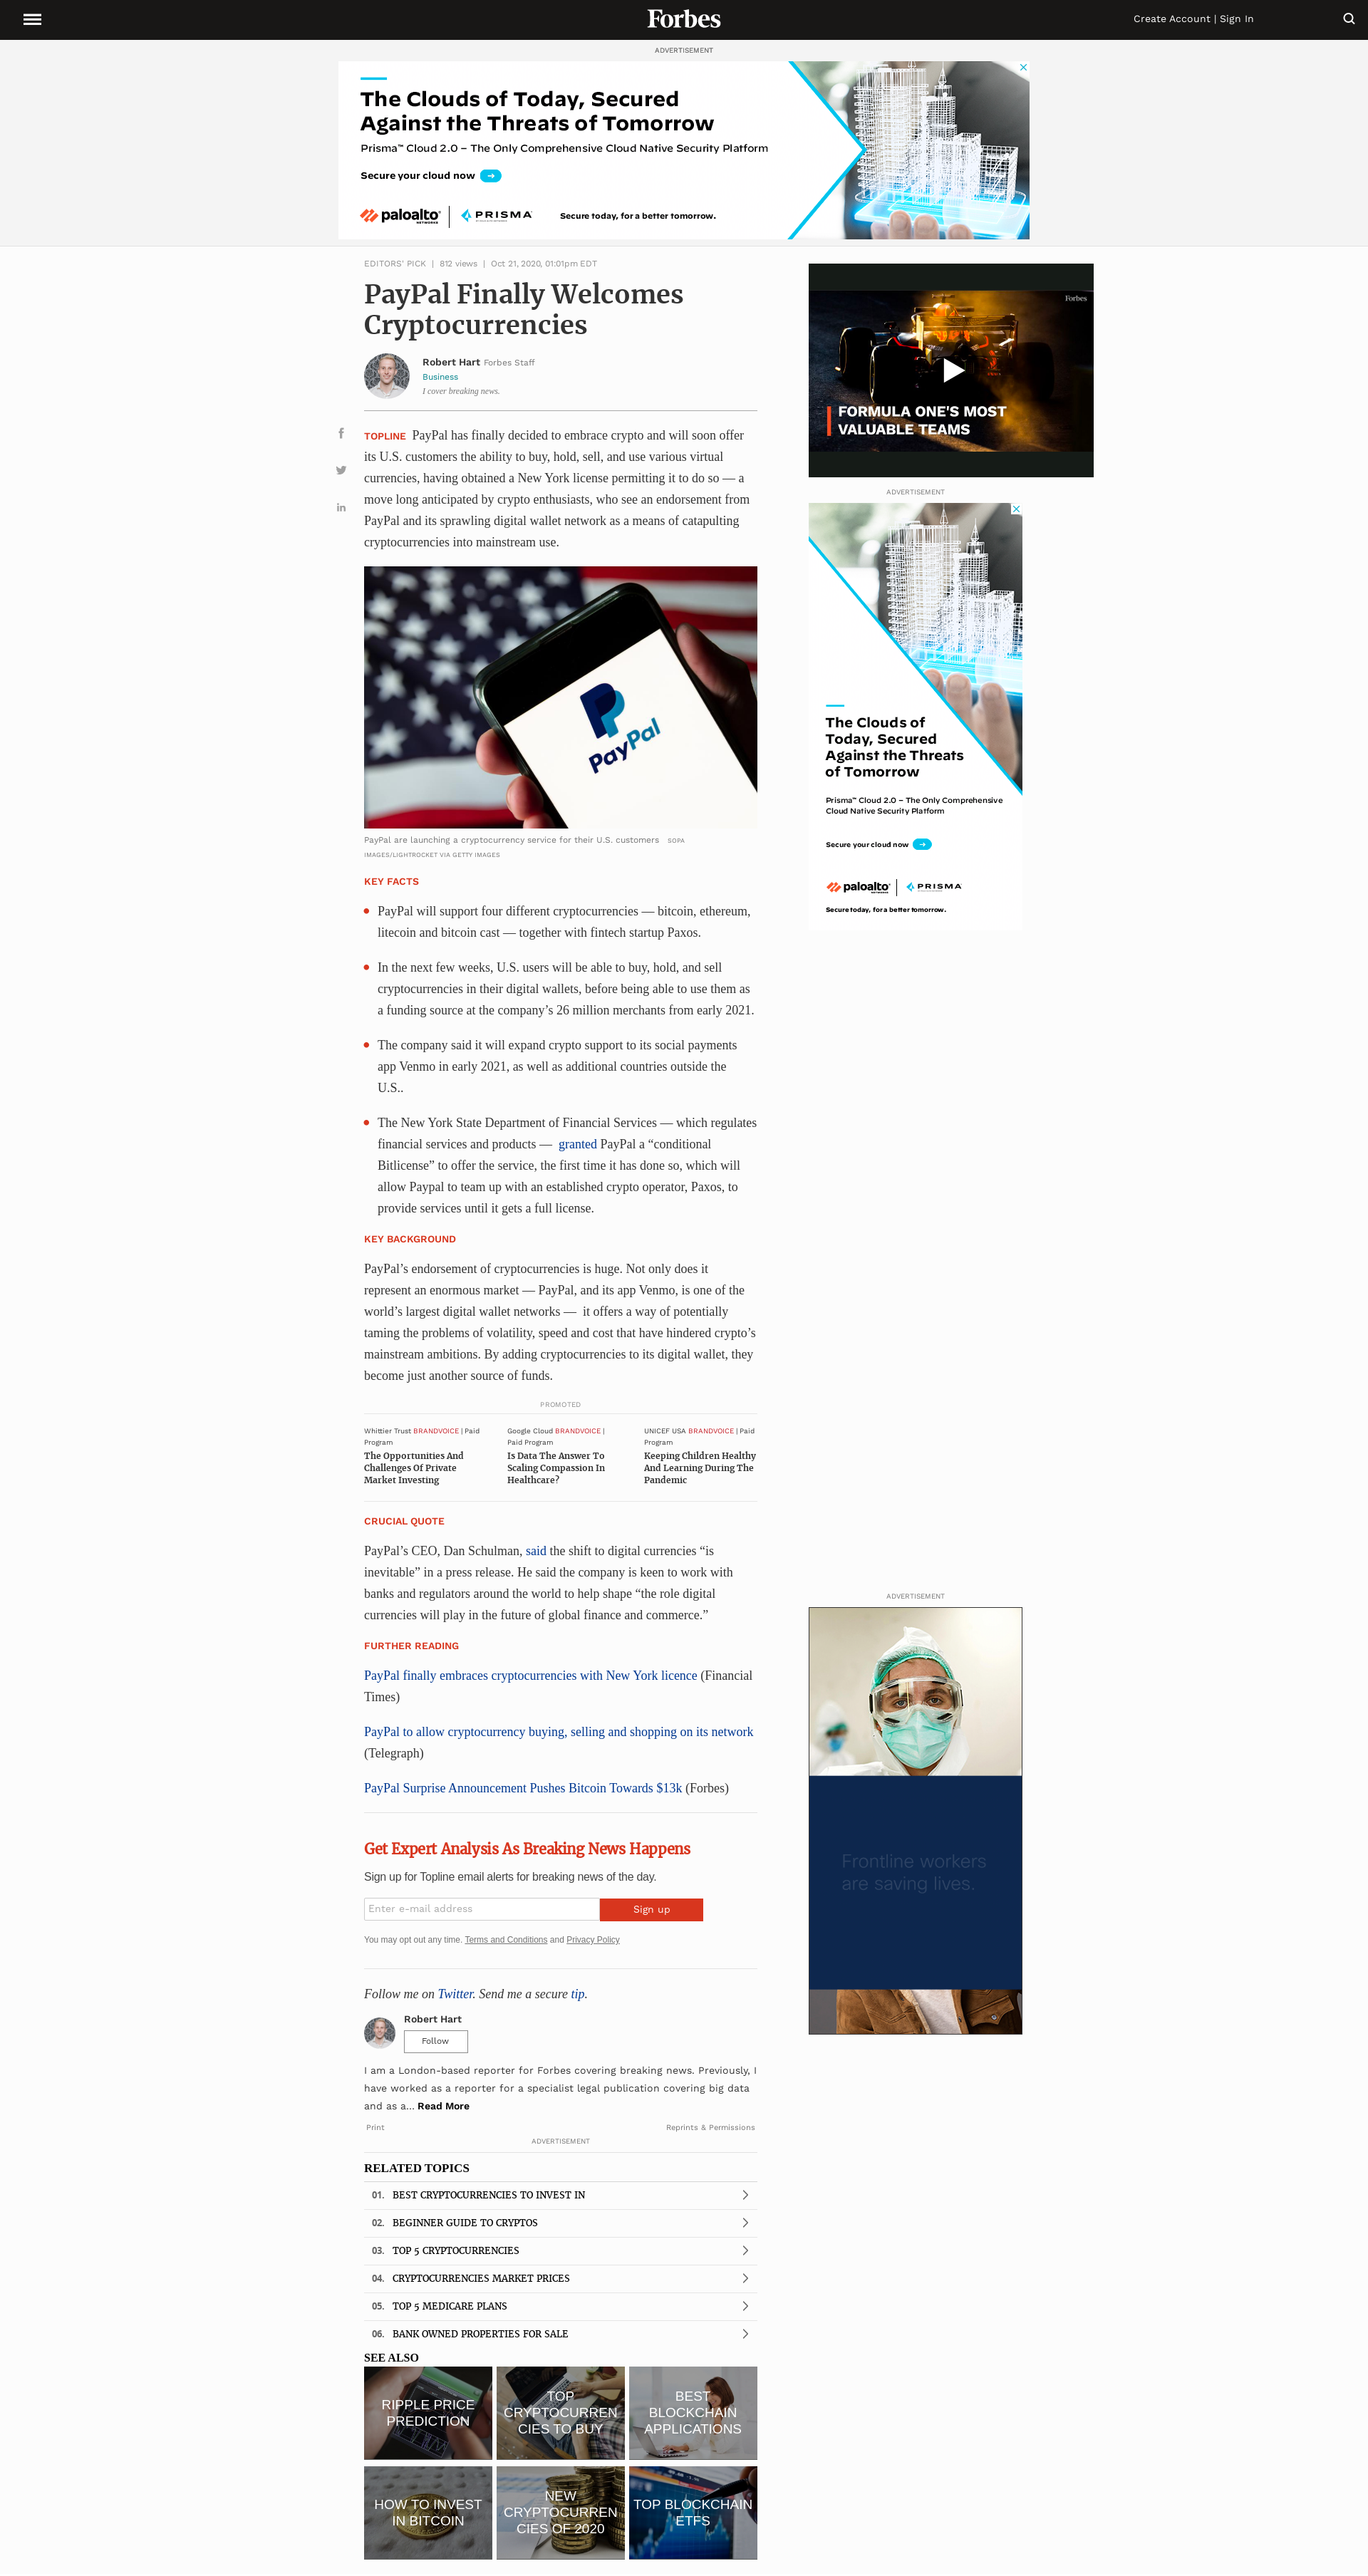 Forbes
Create Account | Sign In
ADVERTISEMENT
The Clouds of Today, Secured
Against the Threats of Tomorrow
Prisma™ Cloud 2.0 – The Only Comprehensive Cloud Native Security Platform
Secure your cloud now
paloalto NETWORKS
PRISMA
Secure today, for a better tomorrow.
EDITORS' PICK | 812 views | Oct 21, 2020, 01:01pm EDT
PayPal Finally Welcomes
Cryptocurrencies
Robert Hart Forbes Staff
Business
I cover breaking news.
Forbes
FORMULA ONE'S MOST
VALUABLE TEAMS
TOPLINE PayPal has finally decided to embrace crypto and will soon offer
its U.S. customers the ability to buy, hold, sell, and use various virtual
currencies, having obtained a New York license permitting it to do so — a
move long anticipated by crypto enthusiasts, who see an endorsement from
PayPal and its sprawling digital wallet network as a means of catapulting
cryptocurrencies into mainstream use.
ADVERTISEMENT
The Clouds of
Today, Secured
Against the Threats
of Tomorrow
Prisma™ Cloud 2.0 – The Only Comprehensive
Cloud Native Security Platform
Secure your cloud now
paloalto NETWORKS
PRISMA
Secure today, for a better tomorrow.
PayPal
PayPal are launching a cryptocurrency service for their U.S. customers SOPA
IMAGES/LIGHTROCKET VIA GETTY IMAGES
KEY FACTS
PayPal will support four different cryptocurrencies — bitcoin, ethereum,
litecoin and bitcoin cast — together with fintech startup Paxos.
In the next few weeks, U.S. users will be able to buy, hold, and sell
cryptocurrencies in their digital wallets, before being able to use them as
a funding source at the company's 26 million merchants from early 2021.
The company said it will expand crypto support to its social payments
app Venmo in early 2021, as well as additional countries outside the
U.S..
The New York State Department of Financial Services — which regulates
financial services and products — granted PayPal a “conditional
Bitlicense” to offer the service, the first time it has done so, which will
allow Paypal to team up with an established crypto operator, Paxos, to
provide services until it gets a full license.
KEY BACKGROUND
PayPal’s endorsement of cryptocurrencies is huge. Not only does it
represent an enormous market — PayPal, and its app Venmo, is one of the
world’s largest digital wallet networks — it offers a way of potentially
taming the problems of volatility, speed and cost that have hindered crypto’s
mainstream ambitions. By adding cryptocurrencies to its digital wallet, they
become just another source of funds.
PROMOTED
Whittier Trust BRANDVOICE | Paid
Program
The Opportunities And
Challenges Of Private
Market Investing
Google Cloud BRANDVOICE |
Paid Program
Is Data The Answer To
Scaling Compassion In
Healthcare?
UNICEF USA BRANDVOICE | Paid
Program
Keeping Children Healthy
And Learning During The
Pandemic
CRUCIAL QUOTE
PayPal’s CEO, Dan Schulman, said the shift to digital currencies “is
inevitable” in a press release. He said the company is keen to work with
banks and regulators around the world to help shape “the role digital
currencies will play in the future of global finance and commerce.”
FURTHER READING
PayPal finally embraces cryptocurrencies with New York licence (Financial
Times)
PayPal to allow cryptocurrency buying, selling and shopping on its network
(Telegraph)
PayPal Surprise Announcement Pushes Bitcoin Towards $13k (Forbes)
ADVERTISEMENT
Frontline workers
are saving lives.
Get Expert Analysis As Breaking News Happens
Sign up for Topline email alerts for breaking news of the day.
Enter e-mail address
Sign up
You may opt out any time. Terms and Conditions and Privacy Policy
Follow me on Twitter. Send me a secure tip.
Robert Hart
Follow
I am a London-based reporter for Forbes covering breaking news. Previously, I
have worked as a reporter for a specialist legal publication covering big data
and as a... Read More
Print
Reprints & Permissions
ADVERTISEMENT
RELATED TOPICS
01. BEST CRYPTOCURRENCIES TO INVEST IN
02. BEGINNER GUIDE TO CRYPTOS
03. TOP 5 CRYPTOCURRENCIES
04. CRYPTOCURRENCIES MARKET PRICES
05. TOP 5 MEDICARE PLANS
06. BANK OWNED PROPERTIES FOR SALE
SEE ALSO
RIPPLE PRICE
PREDICTION
TOP
CRYPTOCURREN
CIES TO BUY
BEST
BLOCKCHAIN
APPLICATIONS
HOW TO INVEST
IN BITCOIN
NEW
CRYPTOCURREN
CIES OF 2020
TOP BLOCKCHAIN
ETFS